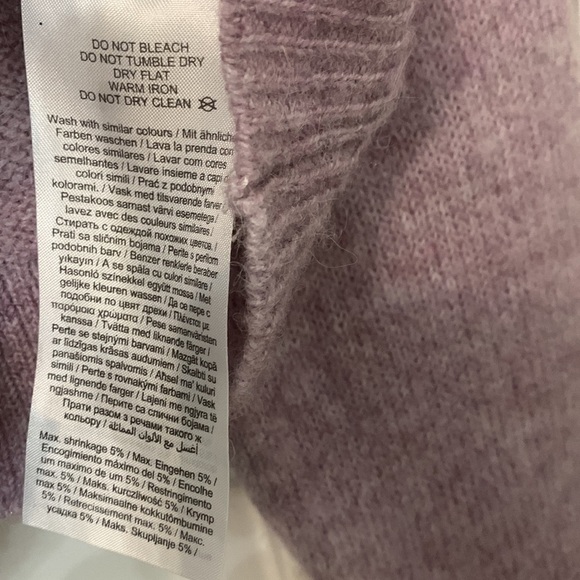 DO NOT BLEACH
DO NOT TUMBLE DRY
DRY FLAT
WARM IRON
DO NOT DRY CLEAN
Wash with similar colours / Mit ähnliche
Farben waschen / Lava la prenda con
colores similares / Lavar com cores
semelhantes / Lavare insieme a capi
colori simili / Prać z podobnymi
kolorami. / Vask med tilsvarende farver
Pestakoos samast värvi esemetega /
lavez avec des couleurs similaires /
Стирать с одеждой похожих цветов. /
Prati sa sličnim bojama / Perite s perilom
podobnih barv / Benzer renklerle beraber
yıkayın / A se spăla cu culori similare /
Hasonló színekkel együtt mossa / Met
gelijke kleuren wassen / Да се пере с
подобни по цвят дрехи / Πλένεται με
παρόμοια χρώματα / Pese samanväristen
kanssa / Tvätta med liknande färger /
Perte se stejnými barvami / Mazgāt kopā
ar līdzīgas krāsas audumiem / Skalbti su
panašiomis spalvomis / Aħsel ma' kuluri
simili / Perte s rovnakými farbami / Vask
med lignende farger / Lajeni me ngjyra të
ngjashme / Перите са слични бојама /
Прати разом з речами такого ж
кольору / اغسل مع الألوان المماثلة /
Max. shrinkage 5% / Max. Eingehen 5% /
Encogimiento máximo del 5% / Encolhe
um máximo de um 5% / Restringimento
max. 5% / Maks. kurczliwość 5% / Krymp
max 5% / Maksimaalne kokkutõmbumine
5% / Retrecissement max. 5% / Макс.
усадка 5% / Maks. Skupljanje 5% /